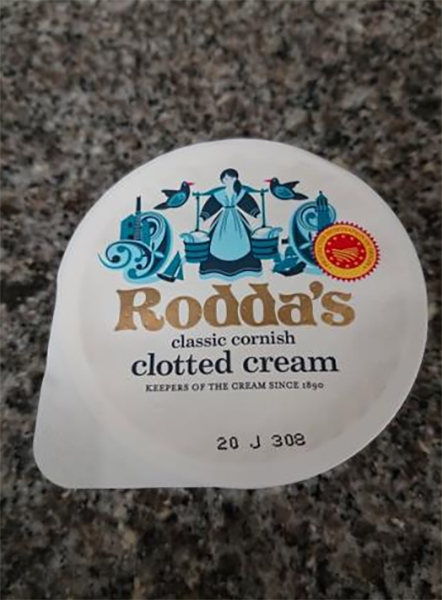 Rodda's
classic cornish
clotted cream
KEEPERS OF THE CREAM SINCE 1890
20 J 308